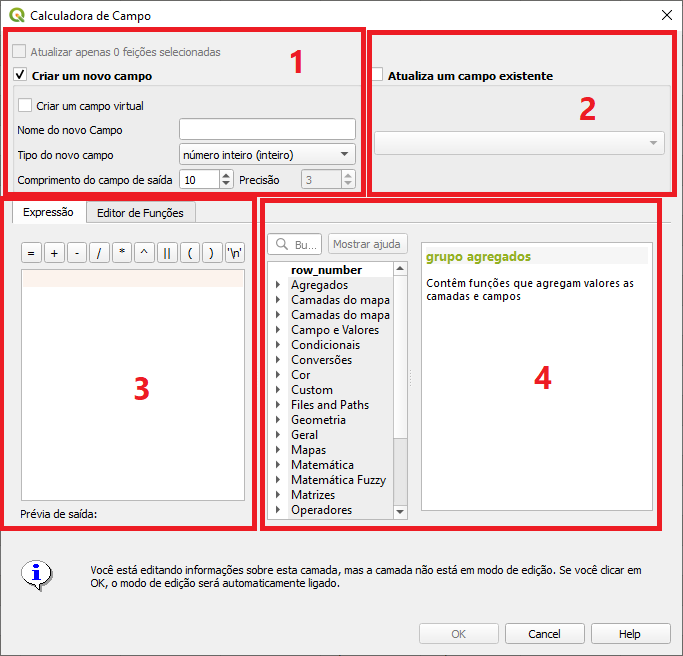 Calculadora de Campo
Atualizar apenas 0 feições selecionadas
1
Criar um novo campo
Atualiza um campo existente
2
Criar um campo virtual
Nome do novo Campo
Tipo do novo campo
número inteiro (inteiro)
Comprimento do campo de saída 10 Precisão 3
Expressão Editor de Funções
= + - / * ^ || ( ) '\n'
3
Prévia de saída:
Bu... Mostrar ajuda
row_number
Agregados
Camadas do mapa
Camadas do mapa
Campo e Valores
Condicionais
Conversões
Cor
Custom
Files and Paths
Geometria
Geral
Mapas
Matemática
Matemática Fuzzy
Matrizes
Operadores
grupo agregados
Contêm funções que agregam valores as
camadas e campos
4
Você está editando informações sobre esta camada, mas a camada não está em modo de edição. Se você clicar em
OK, o modo de edição será automaticamente ligado.
OK Cancel Help